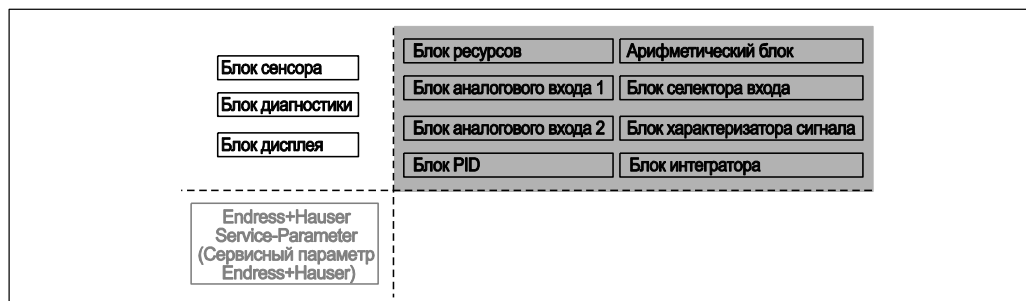 Блок сенсора
Блок диагностики
Блок дисплея
Блок ресурсов
Блок аналогового входа 1
Блок аналогового входа 2
Блок PID
Арифметический блок
Блок селектора входа
Блок характеризатора сигнала
Блок интегратора
Endress+Hauser
Service-Parameter
(Сервисный параметр
Endress+Hauser)